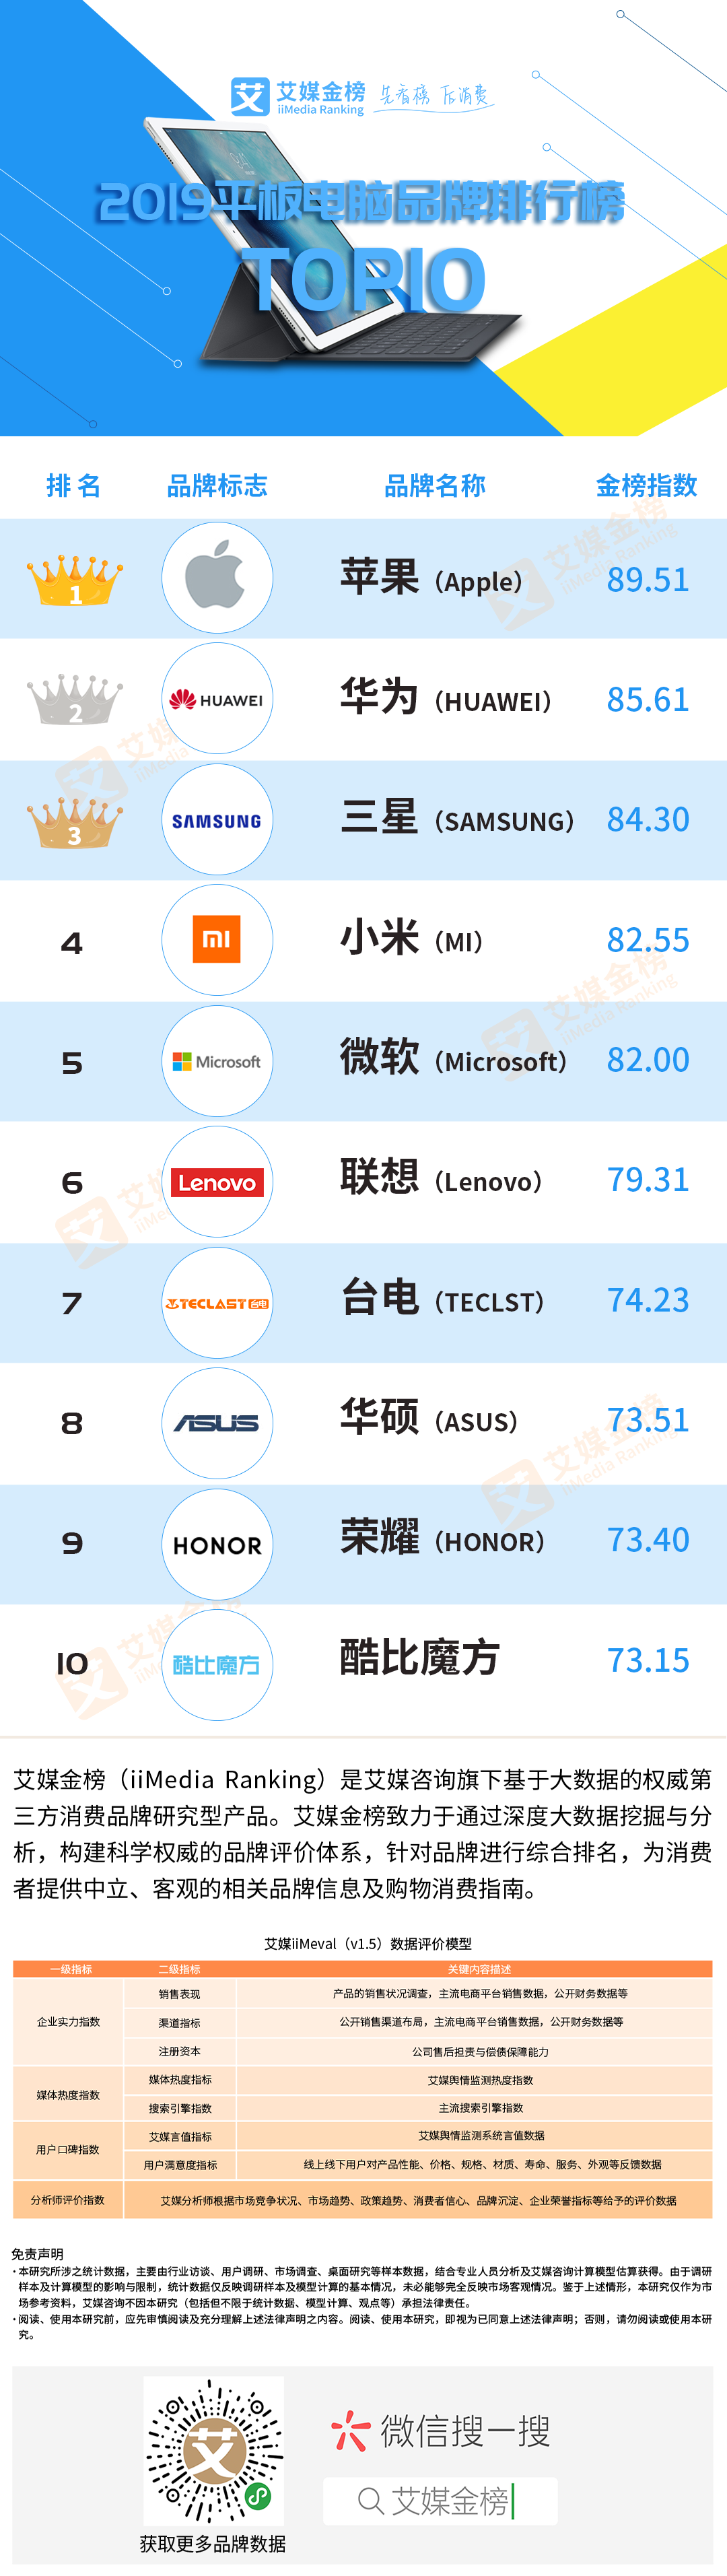 艾媒金榜 先看榜 后消费
iiMedia Ranking
2019平板电脑品牌排行榜
TOP10
排 名 品牌标志 品牌名称 金榜指数
1 苹果（Apple） 89.51
2 HUAWEI 华为（HUAWEI） 85.61
3 SAMSUNG 三星（SAMSUNG） 84.30
4 mi 小米（MI） 82.55
5 Microsoft 微软（Microsoft） 82.00
6 Lenovo 联想（Lenovo） 79.31
7 TECLAST台电 台电（TECLST） 74.23
8 ASUS 华硕（ASUS） 73.51
9 HONOR 荣耀（HONOR） 73.40
10 酷比魔方 酷比魔方 73.15
艾媒金榜（iiMedia Ranking）是艾媒咨询旗下基于大数据的权威第
三方消费品牌研究型产品。艾媒金榜致力于通过深度大数据挖掘与分
析，构建科学权威的品牌评价体系，针对品牌进行综合排名，为消费
者提供中立、客观的相关品牌信息及购物消费指南。
艾媒iiMeval（v1.5）数据评价模型
一级指标 二级指标 关键内容描述
企业实力指数 销售表现 产品的销售状况调查，主流电商平台销售数据，公开财务数据等
渠道指标 公开销售渠道布局，主流电商平台销售数据，公开财务数据等
注册资本 公司售后担责与偿债保障能力
媒体热度指数 媒体热度指标 艾媒舆情监测热度指数
搜索引擎指数 主流搜索引擎指数
用户口碑指数 艾媒言值指标 艾媒舆情监测系统言值数据
用户满意度指标 线上线下用户对产品性能、价格、规格、材质、寿命、服务、外观等反馈数据
分析师评价指数 艾媒分析师根据市场竞争状况、市场趋势、政策趋势、消费者信心、品牌沉淀、企业荣誉指标等给予的评价数据
免责声明
·本研究所涉之统计数据，主要由行业访谈、用户调研、市场调查、桌面研究等样本数据，结合专业人员分析及艾媒咨询计算模型估算获得。由于调研
样本及计算模型的影响与限制，统计数据仅反映调研样本及模型计算的基本情况，未必能够完全反映市场客观情况。鉴于上述情形，本研究仅作为市
场参考资料，艾媒咨询不因本研究（包括但不限于统计数据、模型计算、观点等）承担法律责任。
·阅读、使用本研究前，应先审慎阅读及充分理解上述法律声明之内容。阅读、使用本研究，即视为已同意上述法律声明；否则，请勿阅读或使用本研
究。
艾
微信搜一搜
艾媒金榜
获取更多品牌数据